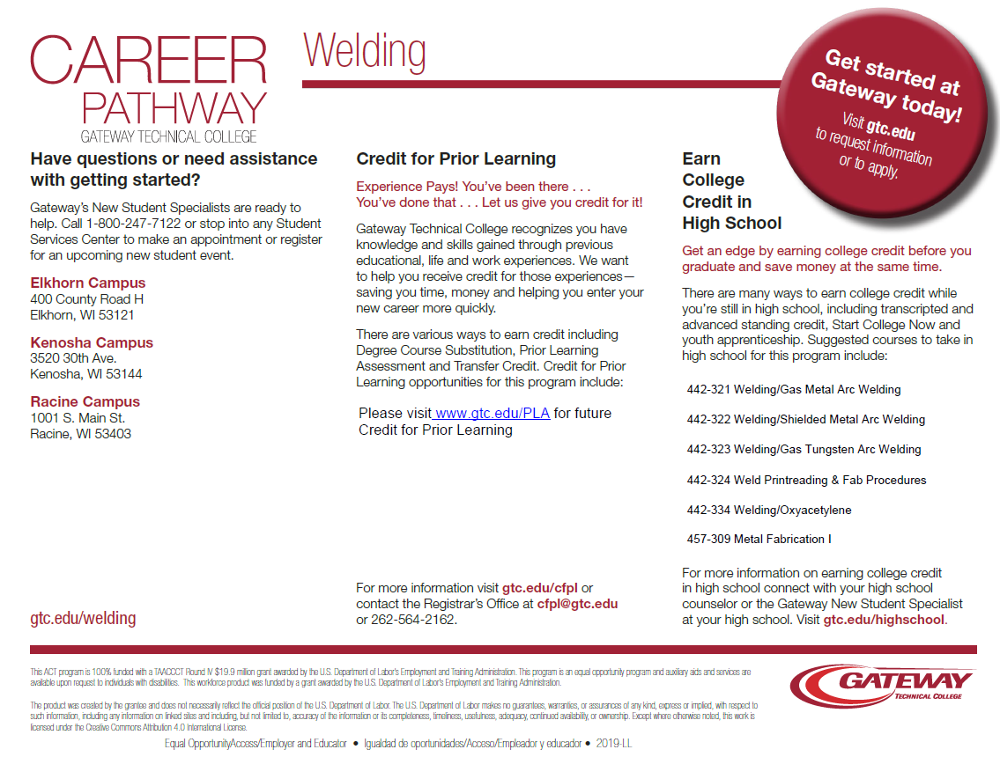 CAREER
PATHWAY
GATEWAY TECHNICAL COLLEGE
Welding
Get started at
Gateway today!
Visit gtc.edu
to request information
or to apply.
Have questions or need assistance
with getting started?
Gateway’s New Student Specialists are ready to
help. Call 1-800-247-7122 or stop into any Student
Services Center to make an appointment or register
for an upcoming new student event.
Elkhorn Campus
400 County Road H
Elkhorn, WI 53121
Kenosha Campus
3520 30th Ave.
Kenosha, WI 53144
Racine Campus
1001 S. Main St.
Racine, WI 53403
gtc.edu/welding
Credit for Prior Learning
Experience Pays! You’ve been there . . .
You’ve done that . . . Let us give you credit for it!
Gateway Technical College recognizes you have
knowledge and skills gained through previous
educational, life and work experiences. We want
to help you receive credit for those experiences—
saving you time, money and helping you enter your
new career more quickly.
There are various ways to earn credit including
Degree Course Substitution, Prior Learning
Assessment and Transfer Credit. Credit for Prior
Learning opportunities for this program include:
Please visit www.gtc.edu/PLA for future
Credit for Prior Learning
For more information visit gtc.edu/cfpl or
contact the Registrar’s Office at cfpl@gtc.edu
or 262-564-2162.
Earn
College
Credit in
High School
Get an edge by earning college credit before you
graduate and save money at the same time.
There are many ways to earn college credit while
you’re still in high school, including transcripted and
advanced standing credit, Start College Now and
youth apprenticeship. Suggested courses to take in
high school for this program include:
442-321 Welding/Gas Metal Arc Welding
442-322 Welding/Shielded Metal Arc Welding
442-323 Welding/Gas Tungsten Arc Welding
442-324 Weld Printreading & Fab Procedures
442-334 Welding/Oxyacetylene
457-309 Metal Fabrication I
For more information on earning college credit
in high school connect with your high school
counselor or the Gateway New Student Specialist
at your high school. Visit gtc.edu/highschool.
This ACT program is 100% funded with a TAACCCT Round IV $19.9 million grant awarded by the U.S. Department of Labor’s Employment and Training Administration. This program is an equal opportunity program and auxiliary aids and services are
available upon request to individuals with disabilities. This workforce product was funded by a grant awarded by the U.S. Department of Labor’s Employment and Training Administration.
The product was created by the grantee and does not necessarily reflect the official position of the U.S. Department of Labor. The U.S. Department of Labor makes no guarantees, warranties, or assurances of any kind, express or implied, with respect to
such information, including any information on linked sites and including, but not limited to, accuracy of the information or its completeness, timeliness, usefulness, adequacy, continued availability, or ownership. Except where otherwise noted, this work is
licensed under the Creative Commons Attribution 4.0 International License.
Equal OpportunityAccess/Employer and Educator • Igualdad de oportunidades/Acceso/Empleador y educador • 2019-LL
GATEWAY
TECHNICAL COLLEGE